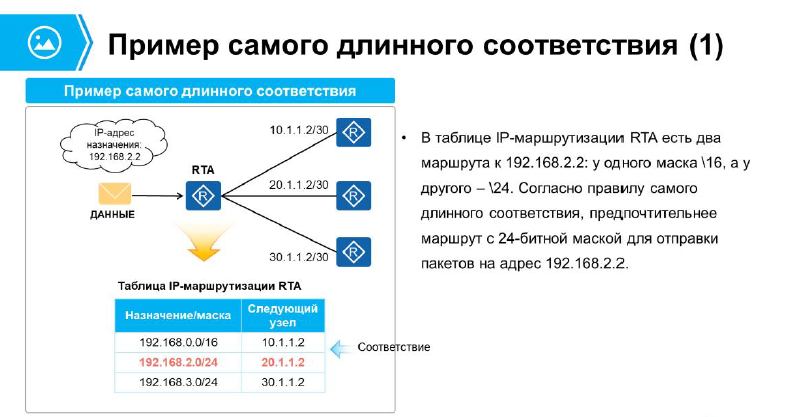 Пример самого длинного соответствия (1)
Пример самого длинного соответствия
IP-адрес
назначения:
192.168.2.2
ДАННЫЕ
RTA
10.1.1.2/30
20.1.1.2/30
30.1.1.2/30
R
R
R
R
Таблица IP-маршрутизации RTA
Назначение/маска Следующий
узел
192.168.0.0/16 10.1.1.2
192.168.2.0/24 20.1.1.2
192.168.3.0/24 30.1.1.2
Соответствие
• В таблице IP-маршрутизации RTA есть два
маршрута к 192.168.2.2: у одного маска \16, а у
другого – \24. Согласно правилу самого
длинного соответствия, предпочтительнее
маршрут с 24-битной маской для отправки
пакетов на адрес 192.168.2.2.